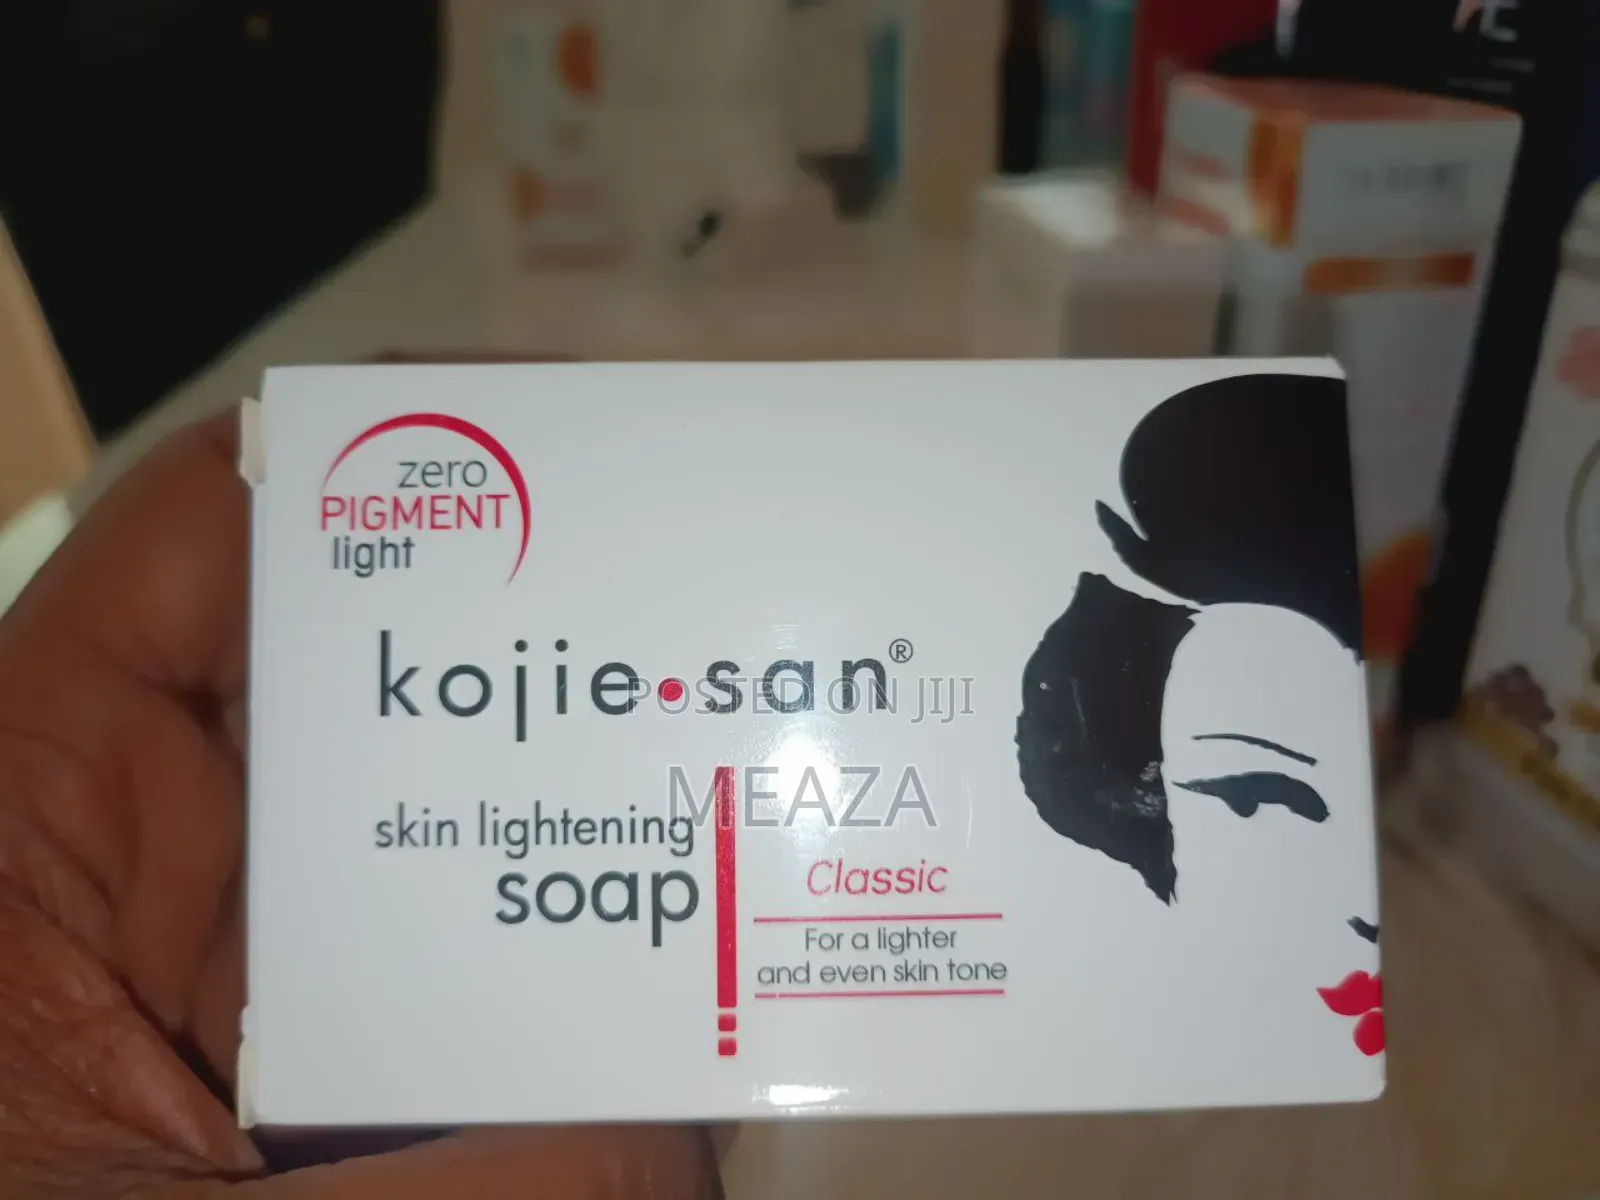 zero
PIGMENT
light
kojie•san®
POSTED ON JIJI
MEAZA
skin lightening
soap
Classic
For a lighter
and even skin tone